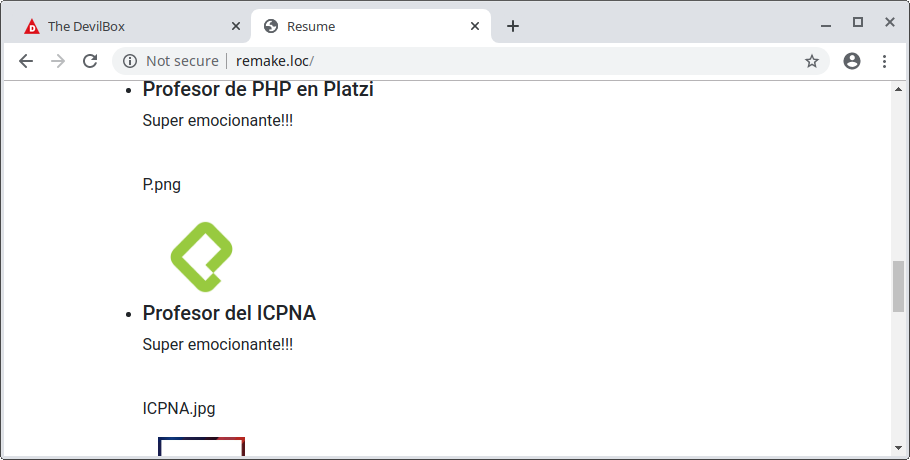 The DevilBox
Resume
Not secure
remake.loc/
Profesor de PHP en Platzi
Super emocionante!!!
P.png
Profesor del ICPNA
Super emocionante!!!
ICPNA.jpg